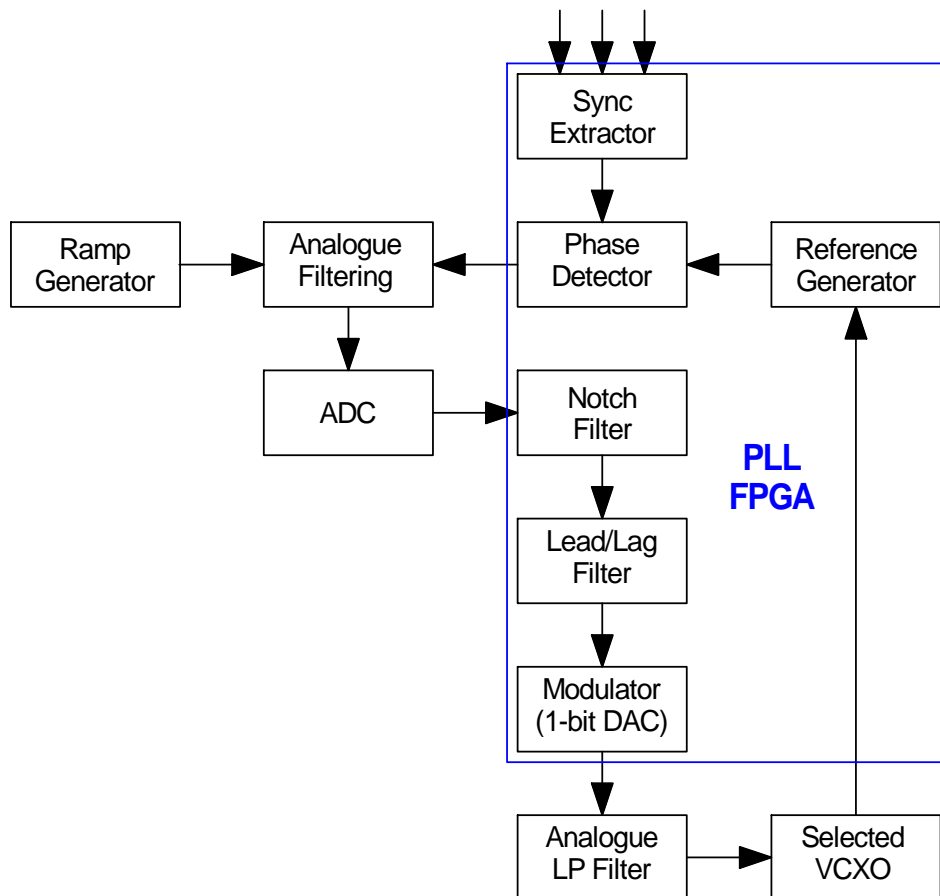 Sync
Extractor
Ramp
Generator
Analogue
Filtering
Phase
Detector
Reference
Generator
ADC
Notch
Filter
PLL
FPGA
Lead/Lag
Filter
Modulator
(1-bit DAC)
Analogue
LP Filter
Selected
VCXO